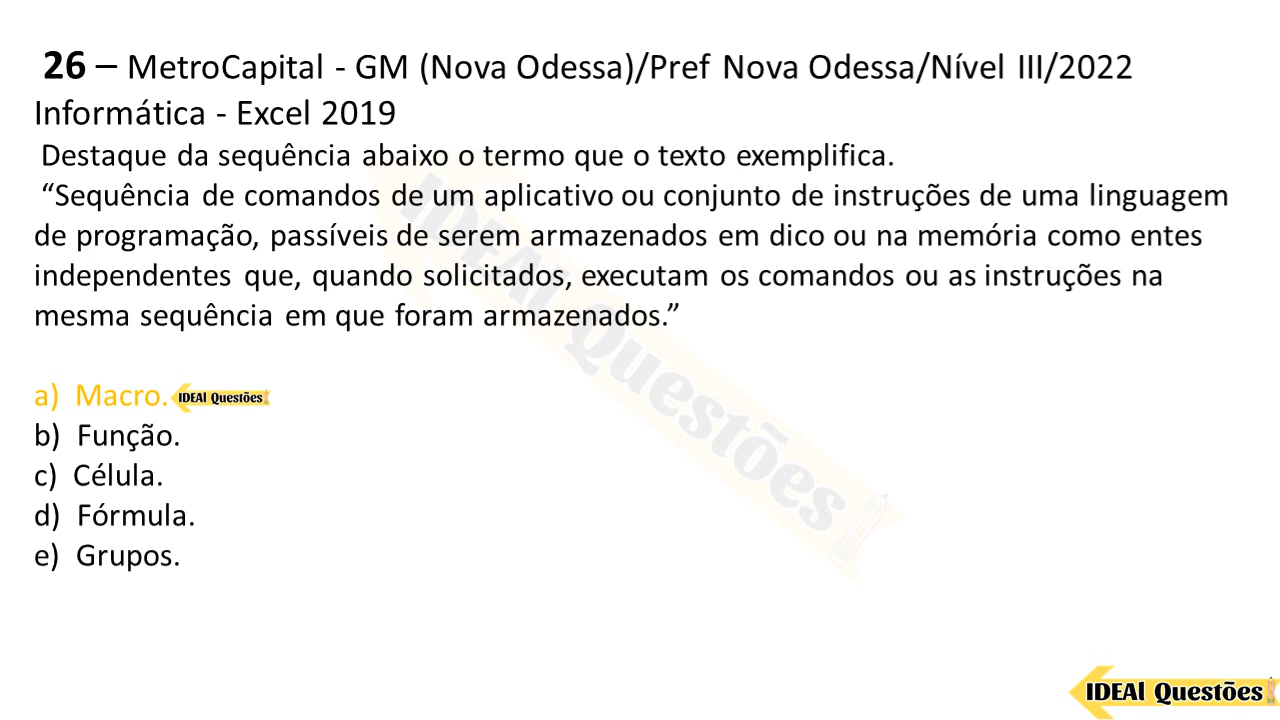 26 – MetroCapital - GM (Nova Odessa)/Pref Nova Odessa/Nível III/2022
Informática - Excel 2019
Destaque da sequência abaixo o termo que o texto exemplifica.
“Sequência de comandos de um aplicativo ou conjunto de instruções de uma linguagem
de programação, passíveis de serem armazenados em dico ou na memória como entes
independentes que, quando solicitados, executam os comandos ou as instruções na
mesma sequência em que foram armazenados.”
a) Macro. IDEAl Questões
b) Função.
c) Célula.
d) Fórmula.
e) Grupos.
IDEAl Questões
IDEAl Questões